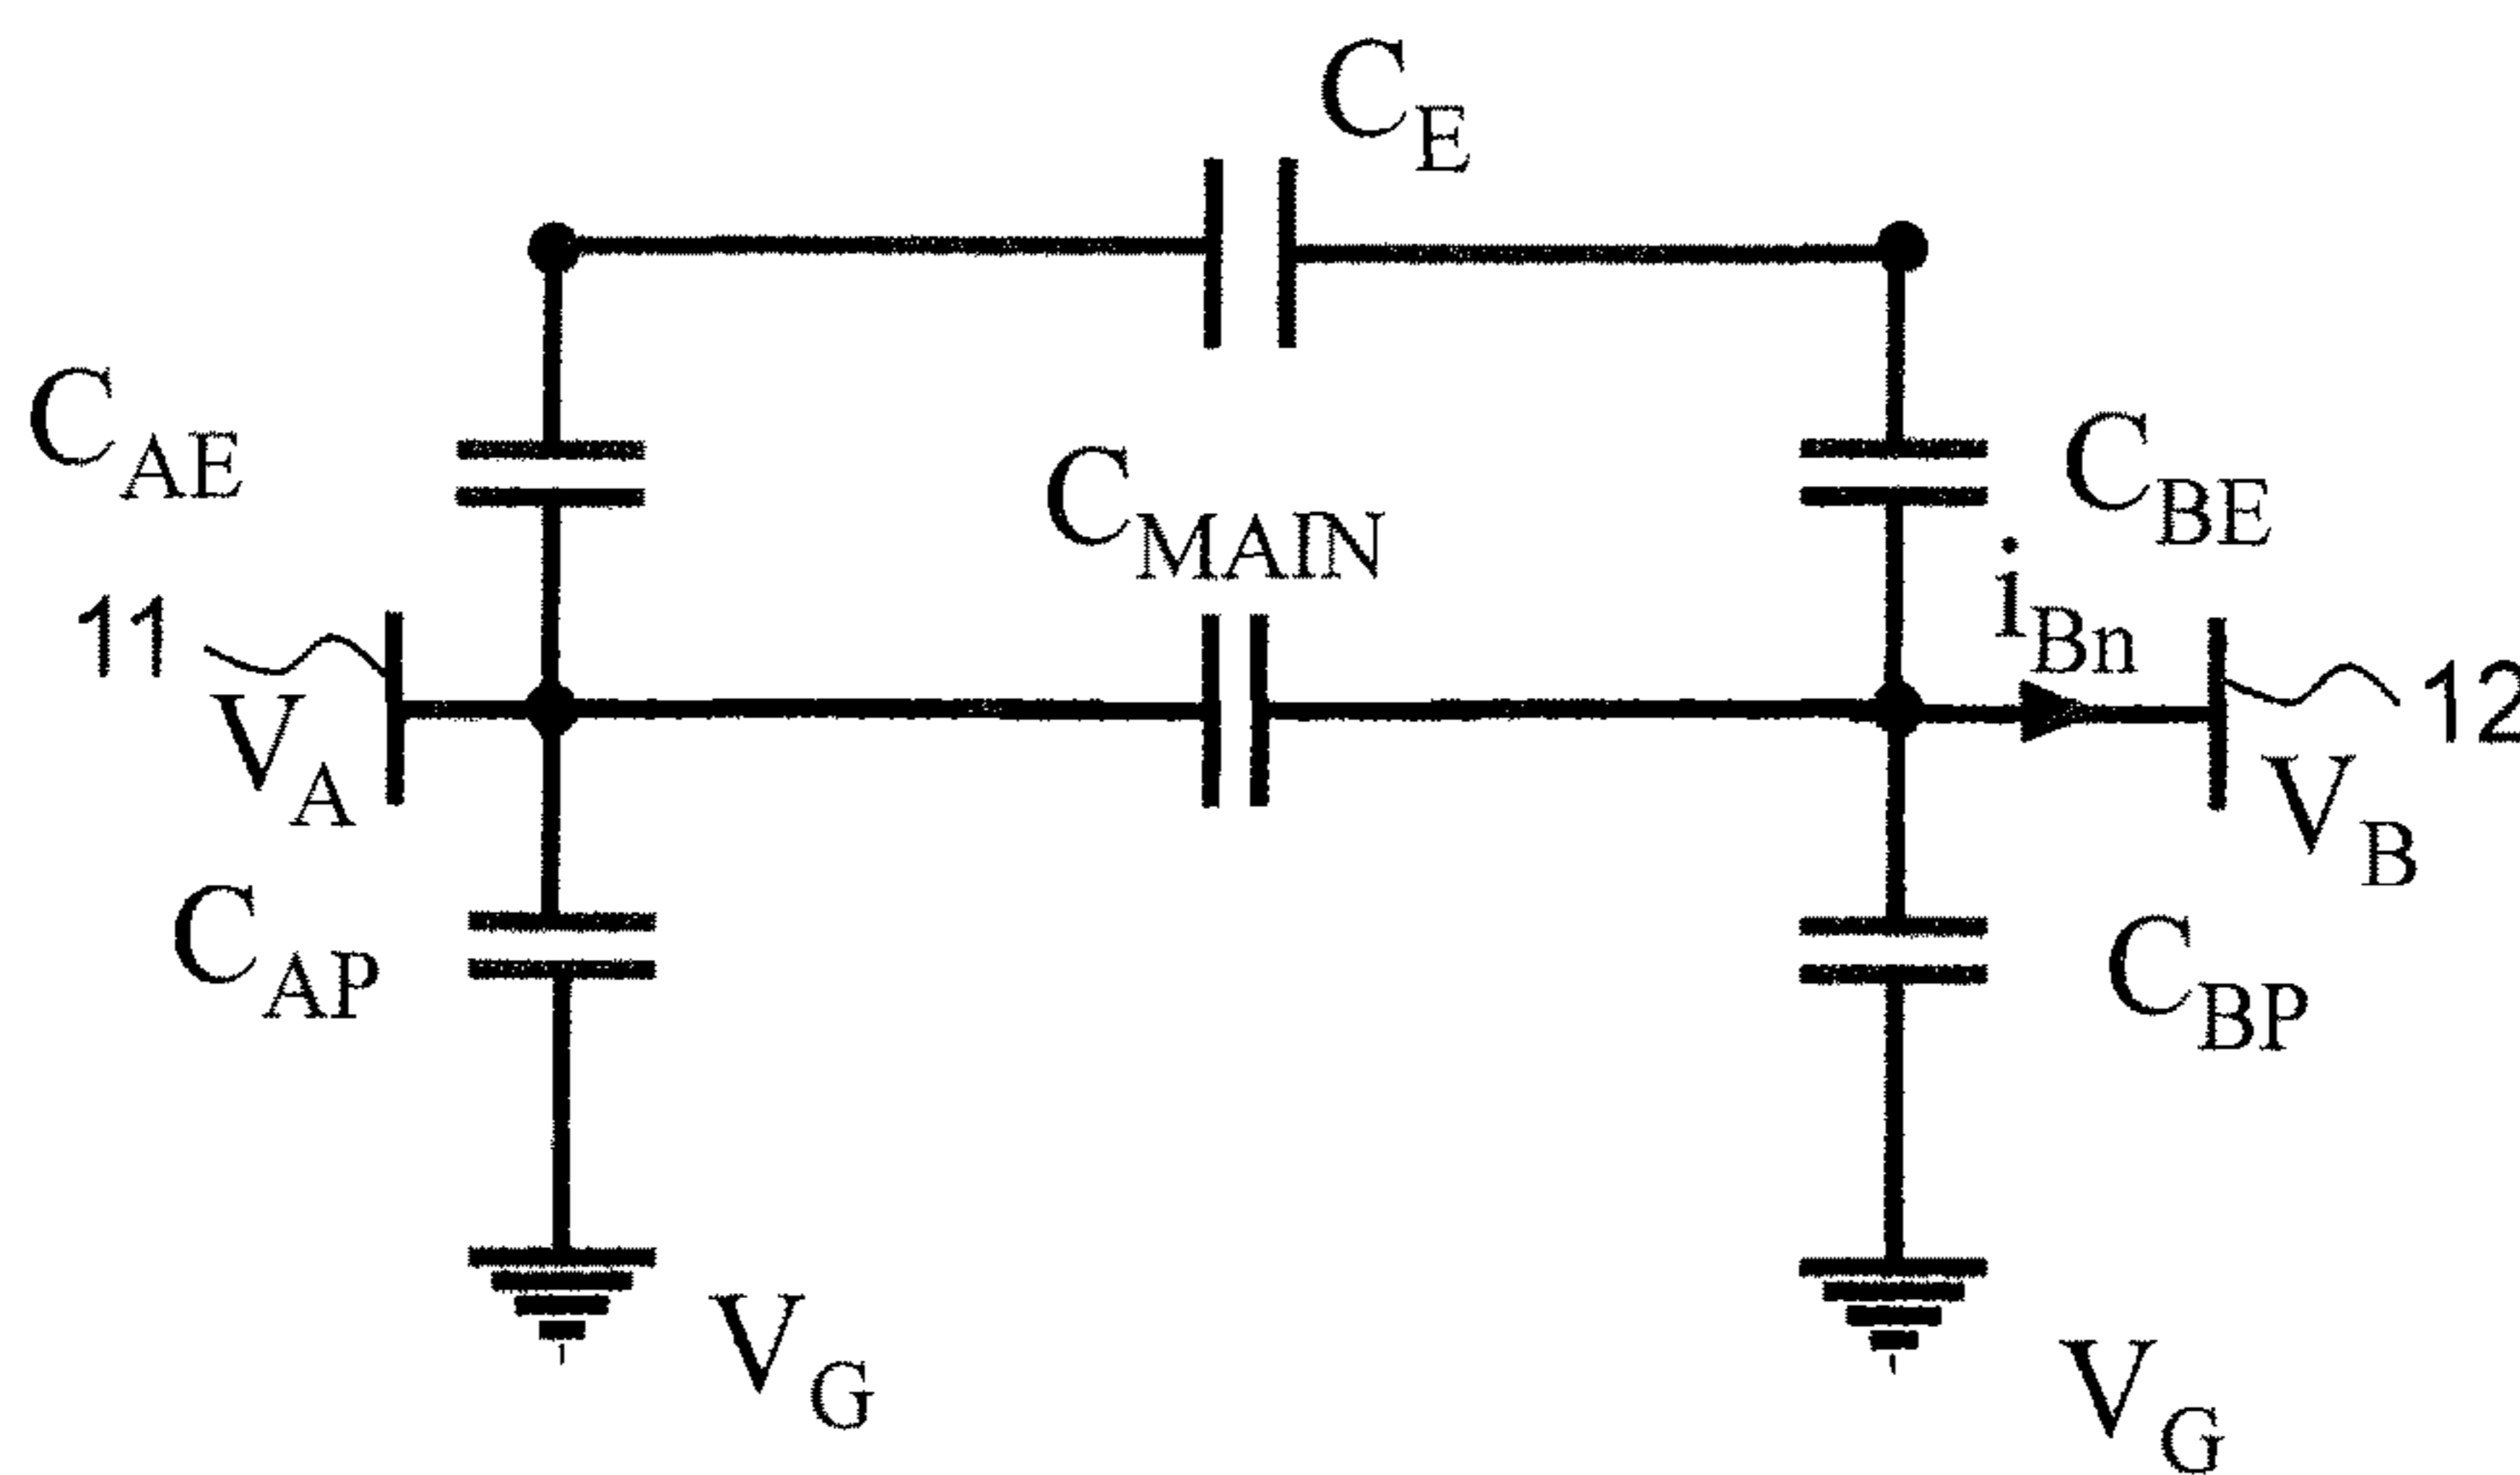 C_E
C_AE
C_MAIN
C_BE
i_Bn
11
12
V_A
V_B
C_AP
C_BP
V_G
V_G